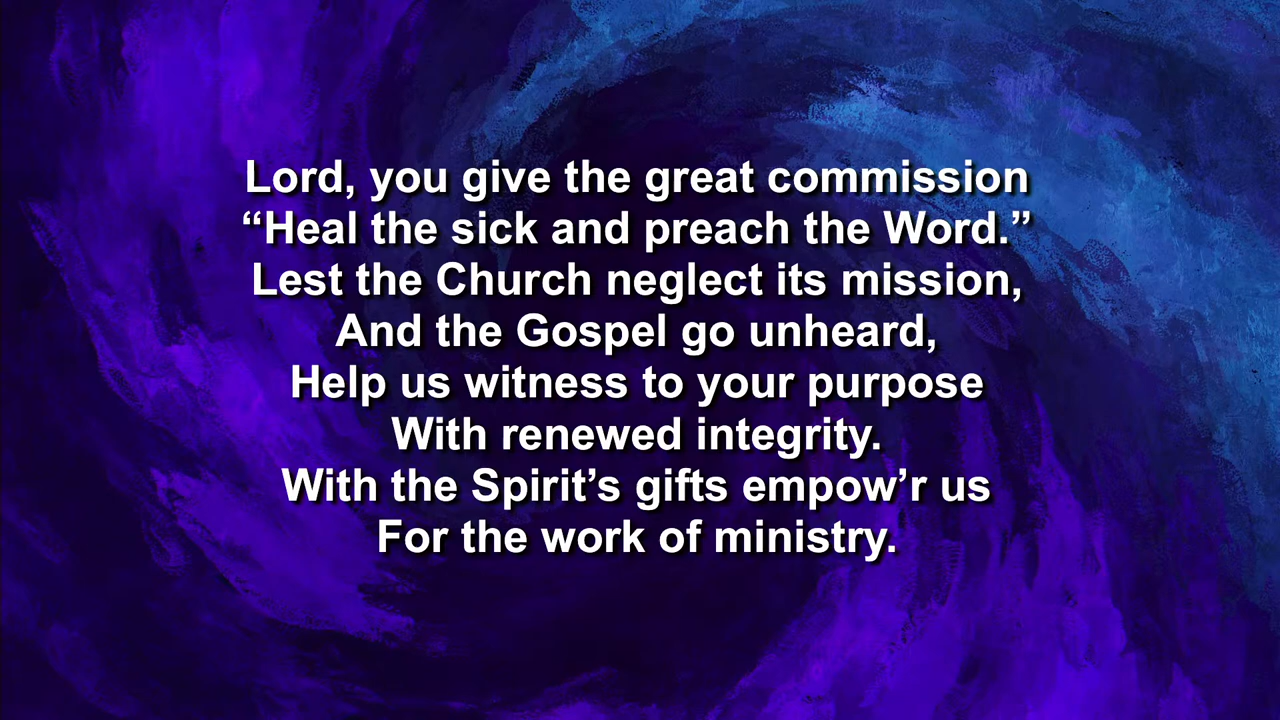 Lord, you give the great commission
“Heal the sick and preach the Word.”
Lest the Church neglect its mission,
And the Gospel go unheard,
Help us witness to your purpose
With renewed integrity.
With the Spirit’s gifts empow’r us
For the work of ministry.